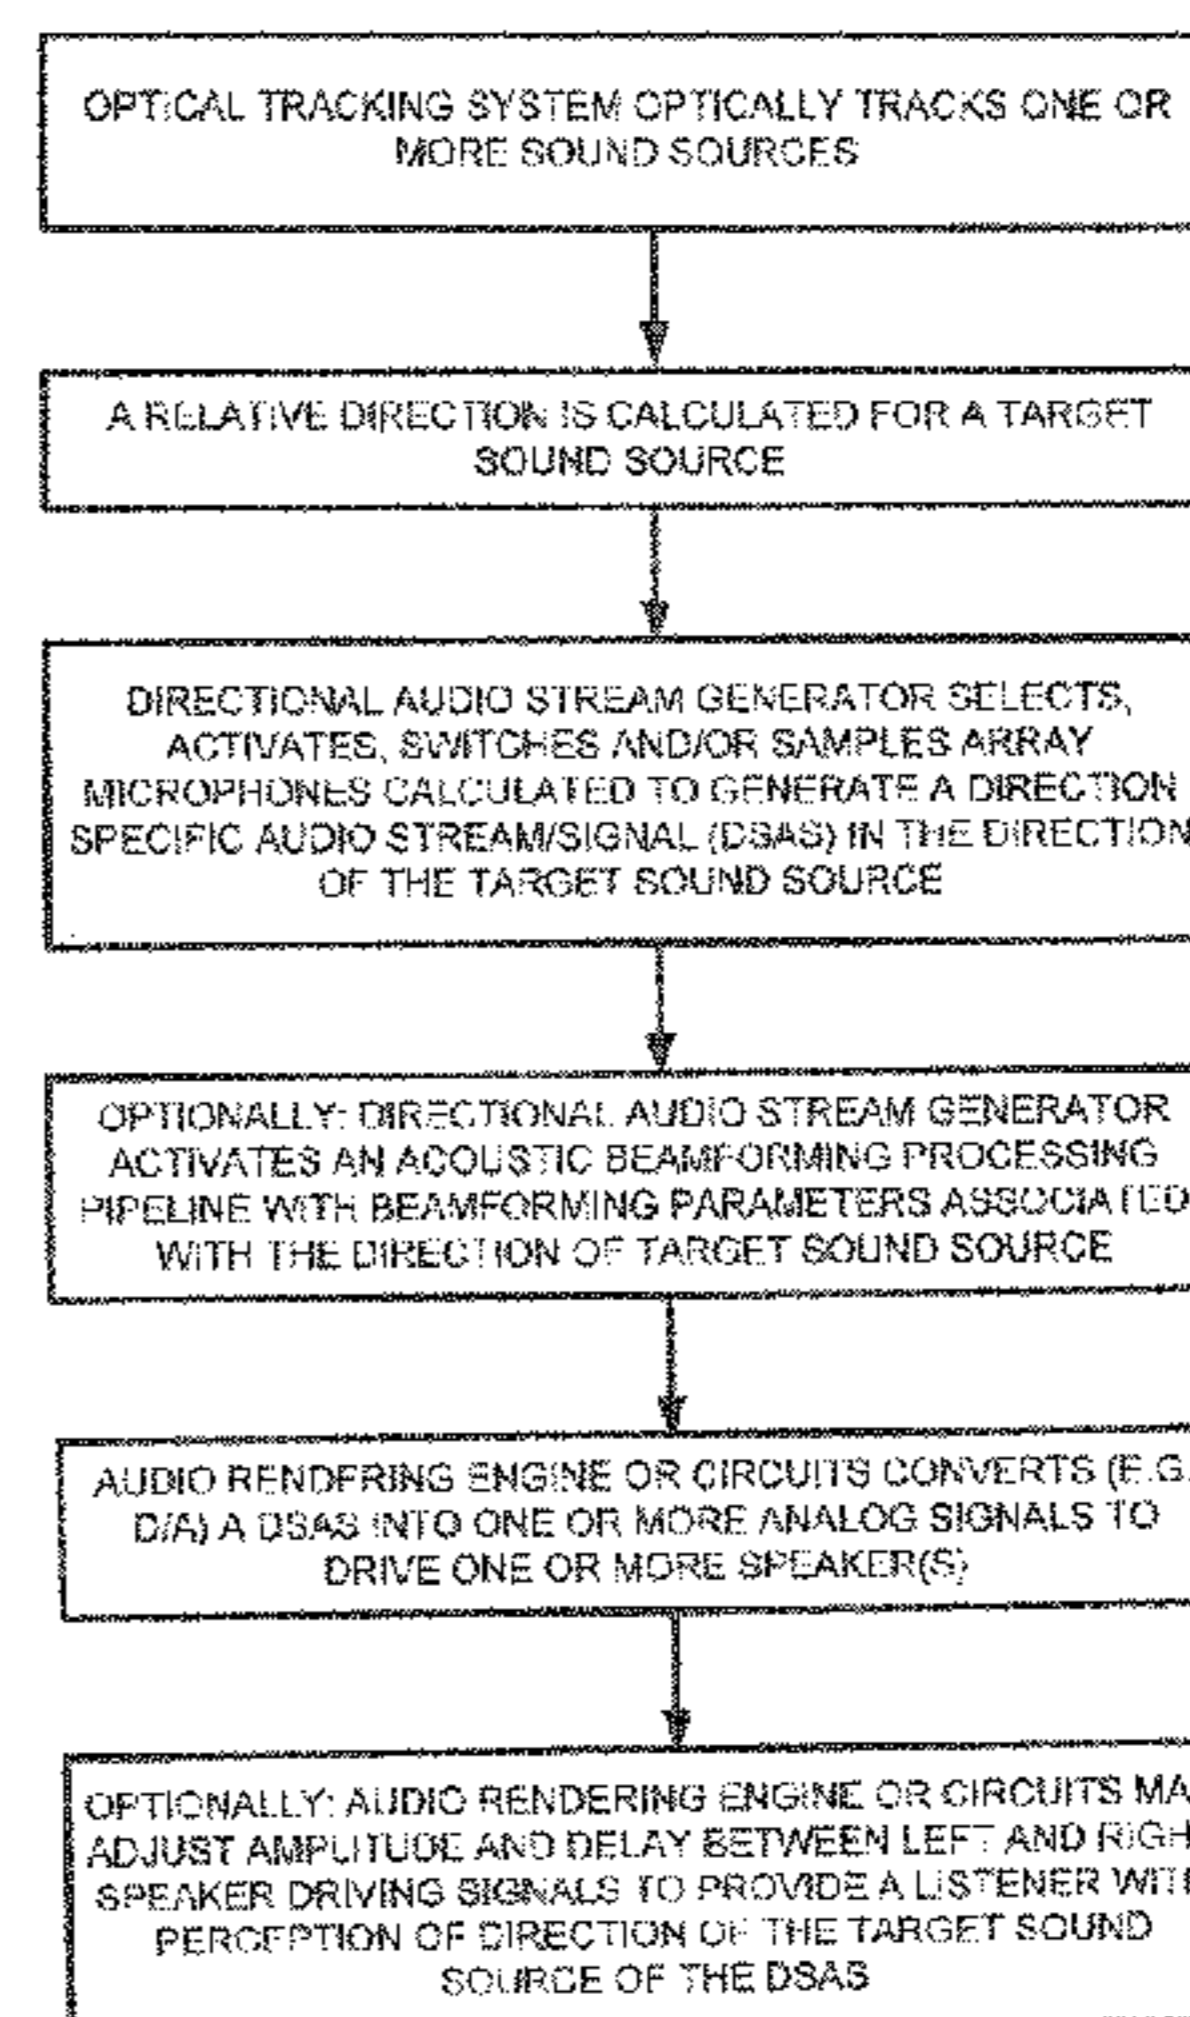 OPTICAL TRACKING SYSTEM OPTICALLY TRACKS ONE OR
MORE SOUND SOURCES
A RELATIVE DIRECTION IS CALCULATED FOR A TARGET
SOUND SOURCE
DIRECTIONAL AUDIO STREAM GENERATOR SELECTS,
ACTIVATES, SWITCHES AND/OR SAMPLES ARRAY
MICROPHONES CALCULATED TO GENERATE A DIRECTION
SPECIFIC AUDIO STREAM/SIGNAL (DSAS) IN THE DIRECTION
OF THE TARGET SOUND SOURCE
OPTIONALLY: DIRECTIONAL AUDIO STREAM GENERATOR
ACTIVATES AN ACOUSTIC BEAMFORMING PROCESSING
PIPELINE WITH BEAMFORMING PARAMETERS ASSOCIATED
WITH THE DIRECTION OF TARGET SOUND SOURCE
AUDIO RENDERING ENGINE OR CIRCUITS CONVERTS (E.G.
D/A) A DSAS INTO ONE OR MORE ANALOG SIGNALS TO
DRIVE ONE OR MORE SPEAKER(S)
OPTIONALLY: AUDIO RENDERING ENGINE OR CIRCUITS MA
ADJUST AMPLITUDE AND DELAY BETWEEN LEFT AND RIGH
SPEAKER DRIVING SIGNALS TO PROVIDE A LISTENER WITH
PERCEPTION OF DIRECTION OF THE TARGET SOUND
SOURCE OF THE DSAS